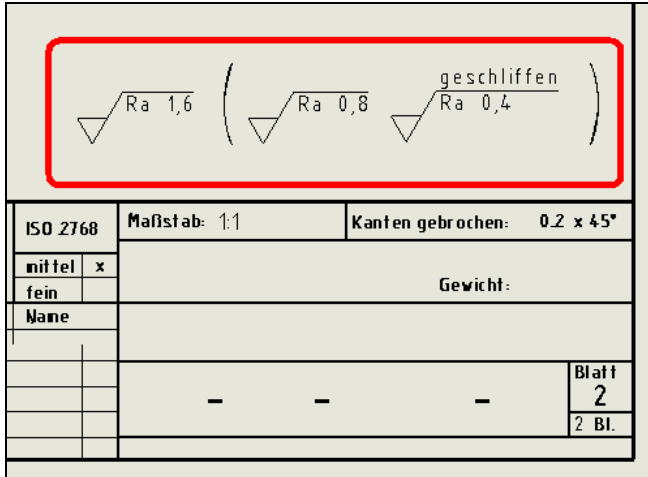 geschliffen
Ra 1,6 ( Ra 0,8 Ra 0,4 )
ISO 2768 Maßstab: 1:1 Kanten gebrochen: 0.2 x 45°
mittel x
fein Gewicht:
Name
Blatt
– – – 2
2 Bl.